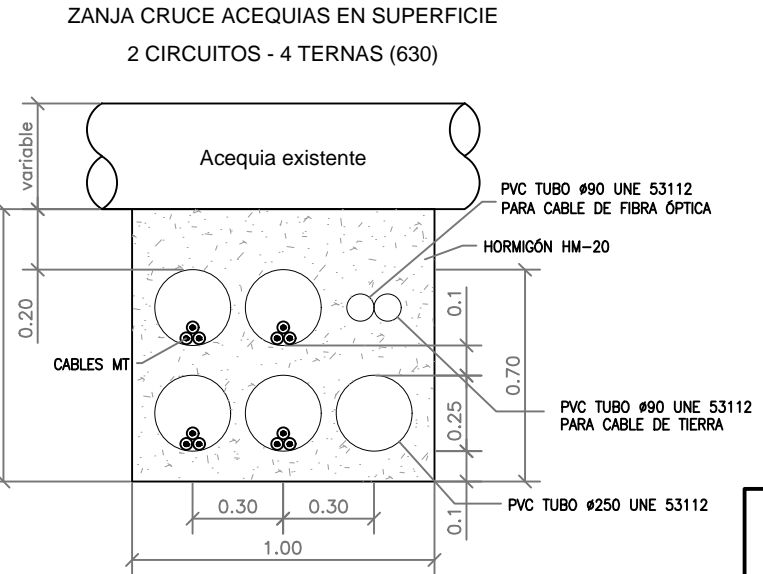 ZANJA CRUCE ACEQUIAS EN SUPERFICIE
2 CIRCUITOS - 4 TERNAS (630)
variable
Acequia existente
PVC TUBO ø90 UNE 53112
PARA CABLE DE FIBRA ÓPTICA
HORMIGÓN HM-20
0.20
0.1
CABLES MT
0.70
0.25
PVC TUBO ø90 UNE 53112
PARA CABLE DE TIERRA
0.30
0.30
0.1
PVC TUBO ø250 UNE 53112
1.00